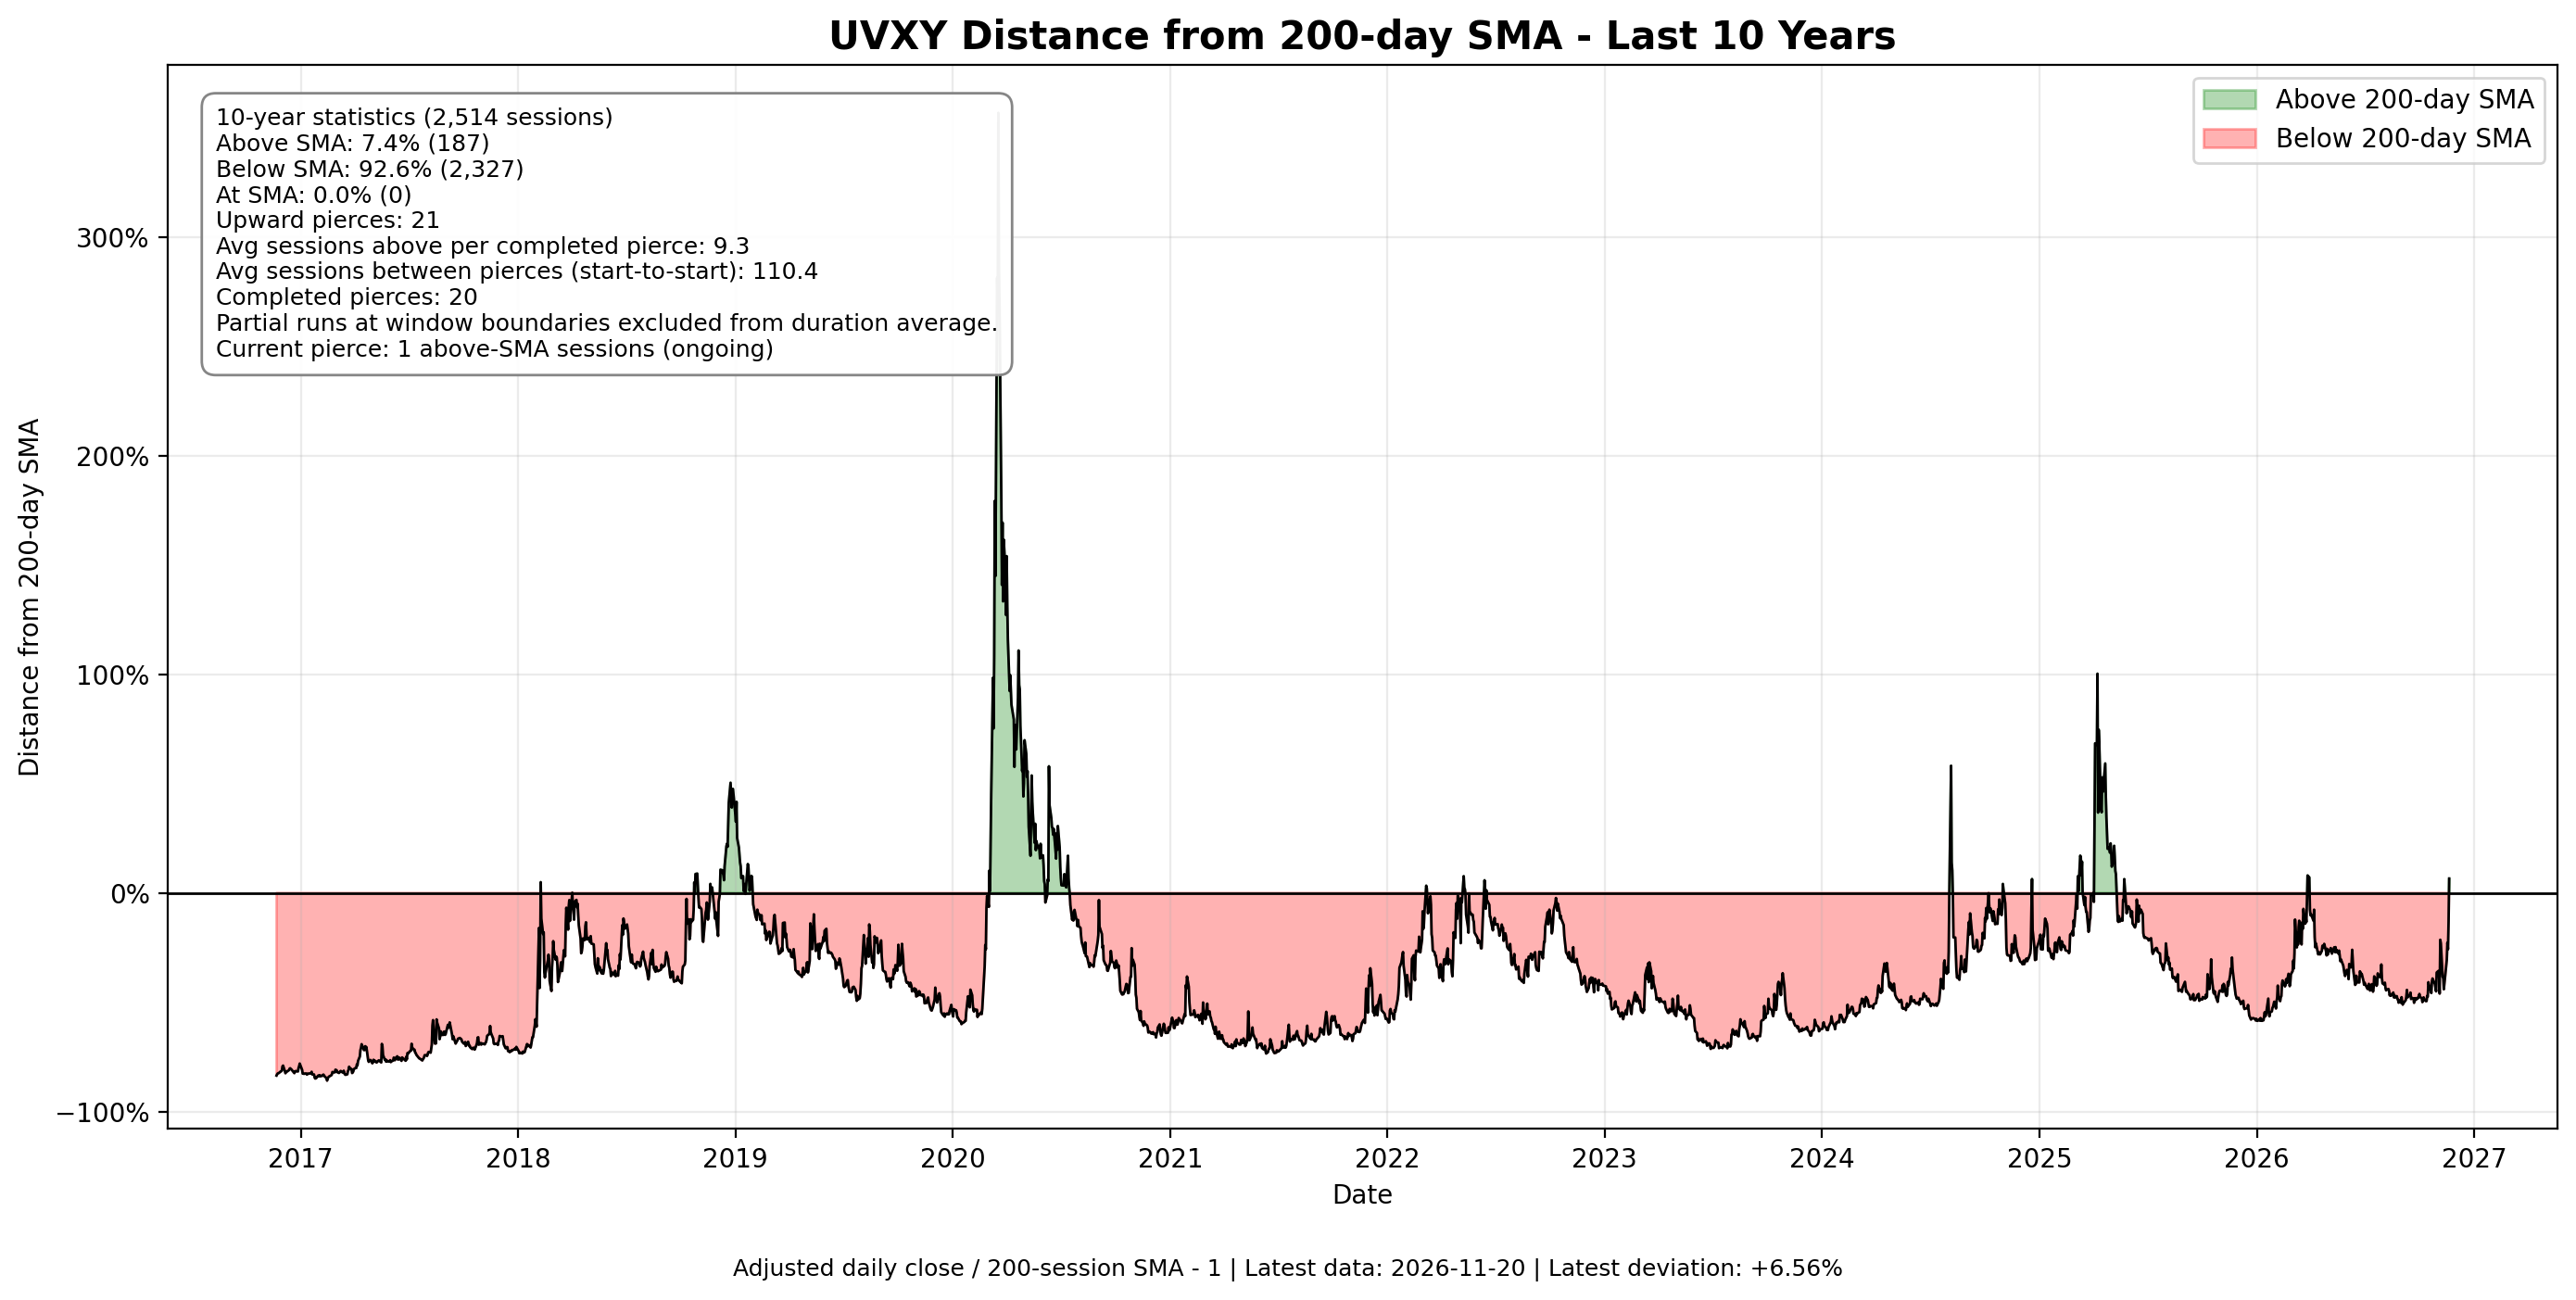 UVXY Distance from 200-day SMA - Last 10 Years
10-year statistics (2,514 sessions)
Above SMA: 7.4% (187)
Below SMA: 92.6% (2,327)
At SMA: 0.0% (0)
Upward pierces: 21
Avg sessions above per completed pierce: 9.3
Avg sessions between pierces (start-to-start): 110.4
Completed pierces: 20
Partial runs at window boundaries excluded from duration average.
Current pierce: 1 above-SMA sessions (ongoing)
Above 200-day SMA
Below 200-day SMA
Distance from 200-day SMA
300%
200%
100%
0%
−100%
2017 2018 2019 2020 2021 2022 2023 2024 2025 2026 2027
Date
Adjusted daily close / 200-session SMA - 1 | Latest data: 2026-11-20 | Latest deviation: +6.56%